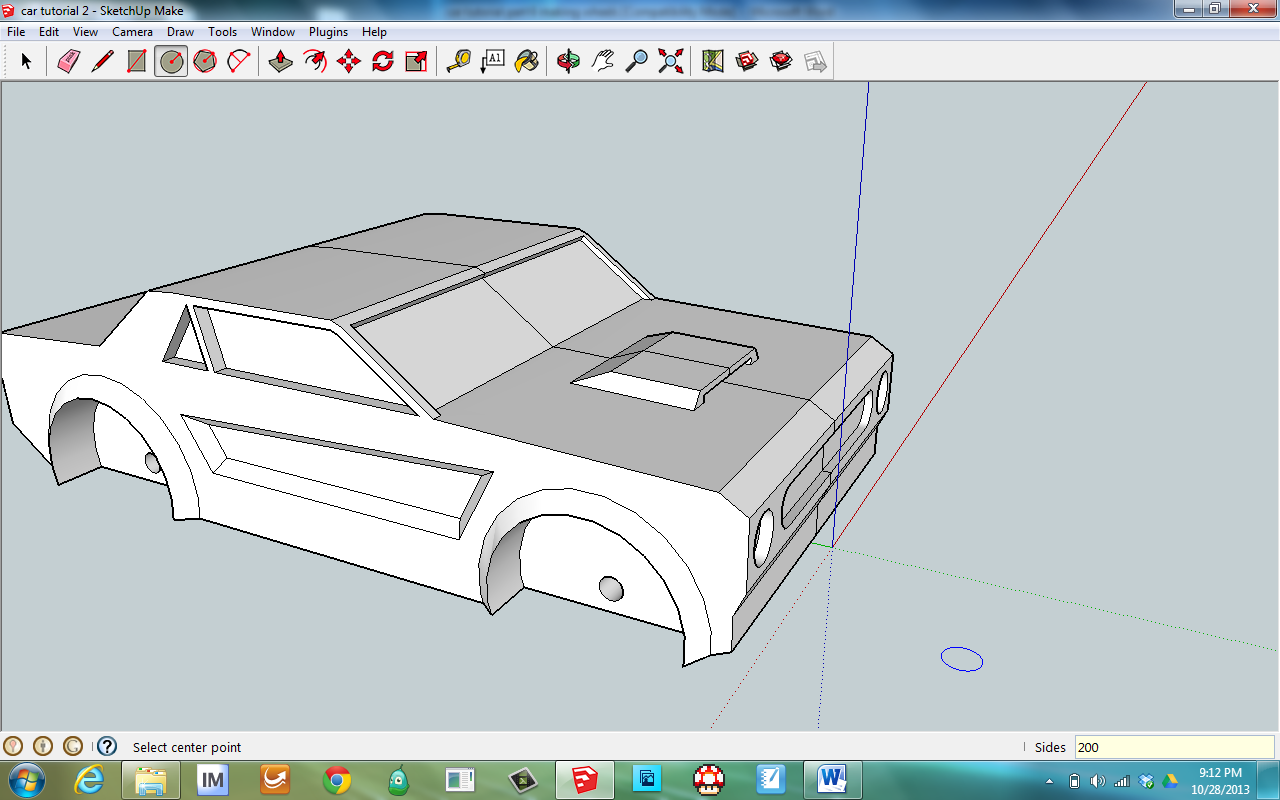 car tutorial 2 - SketchUp Make
File Edit View Camera Draw Tools Window Plugins Help
A1
Select center point
Sides 200
IM
W
9:12 PM
10/28/2013